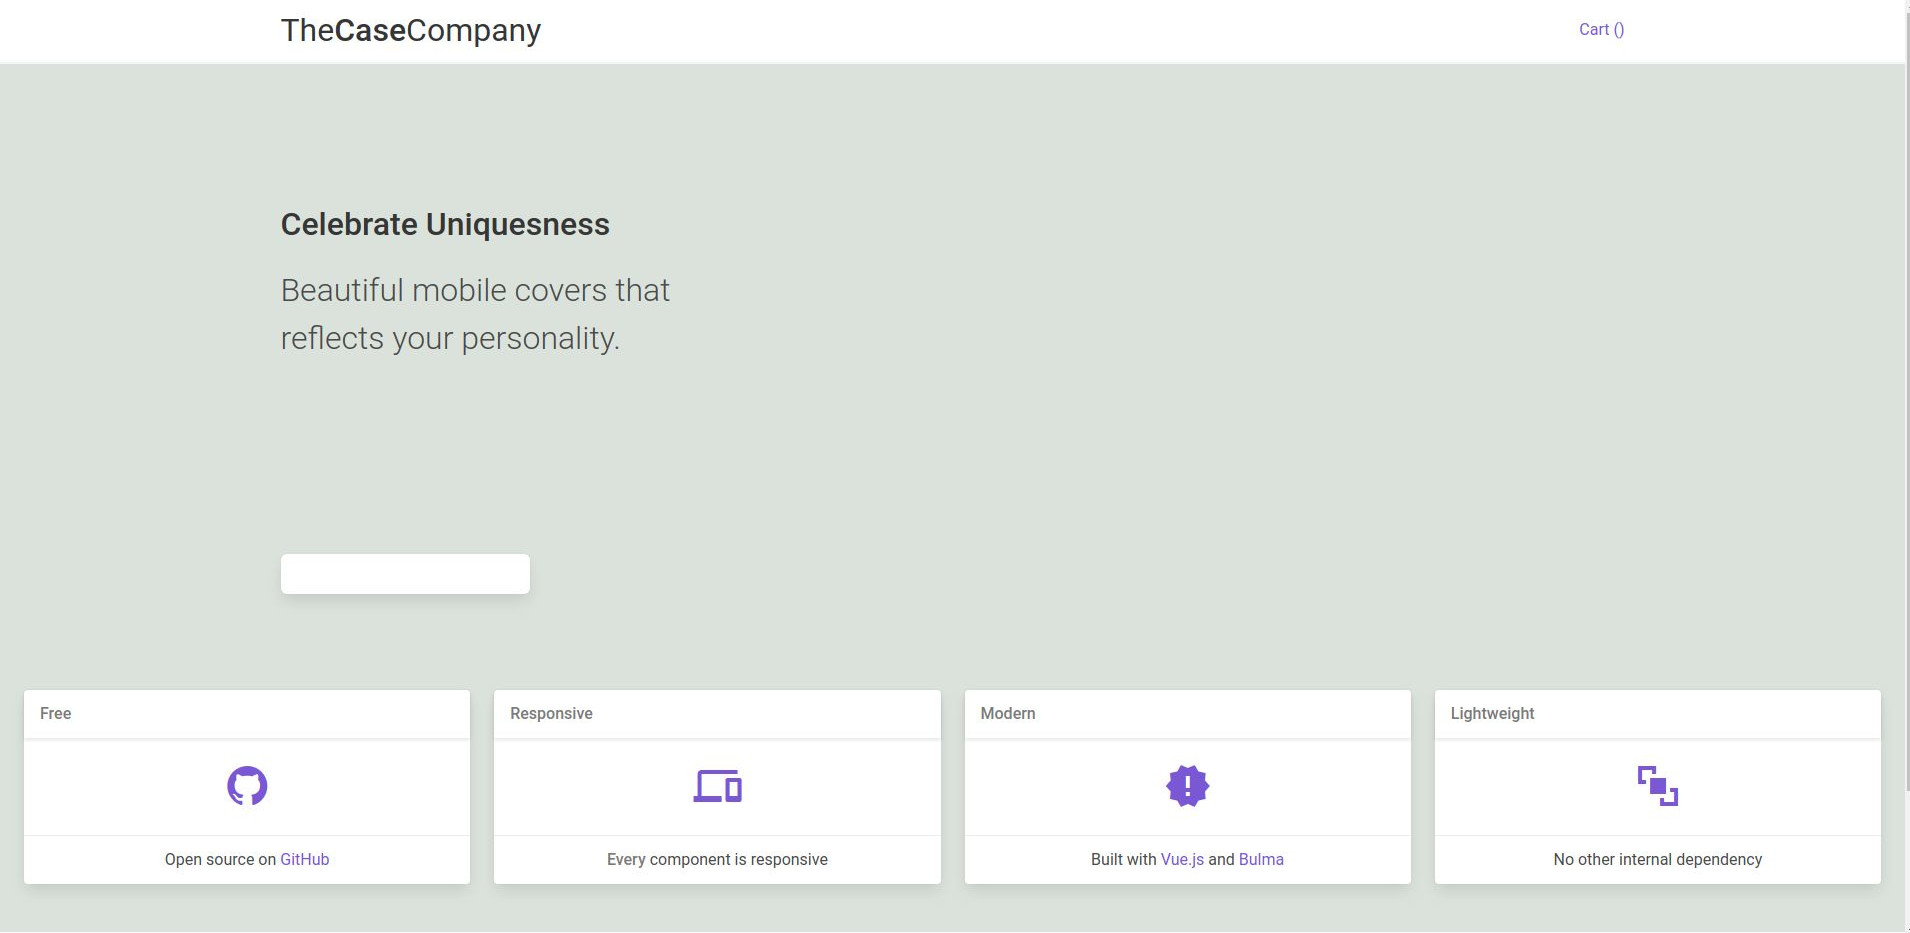 TheCaseCompany
Cart ()
Celebrate Uniquesness
Beautiful mobile covers that
reflects your personality.
Free
Open source on GitHub
Responsive
Every component is responsive
Modern
Built with Vue.js and Bulma
Lightweight
No other internal dependency